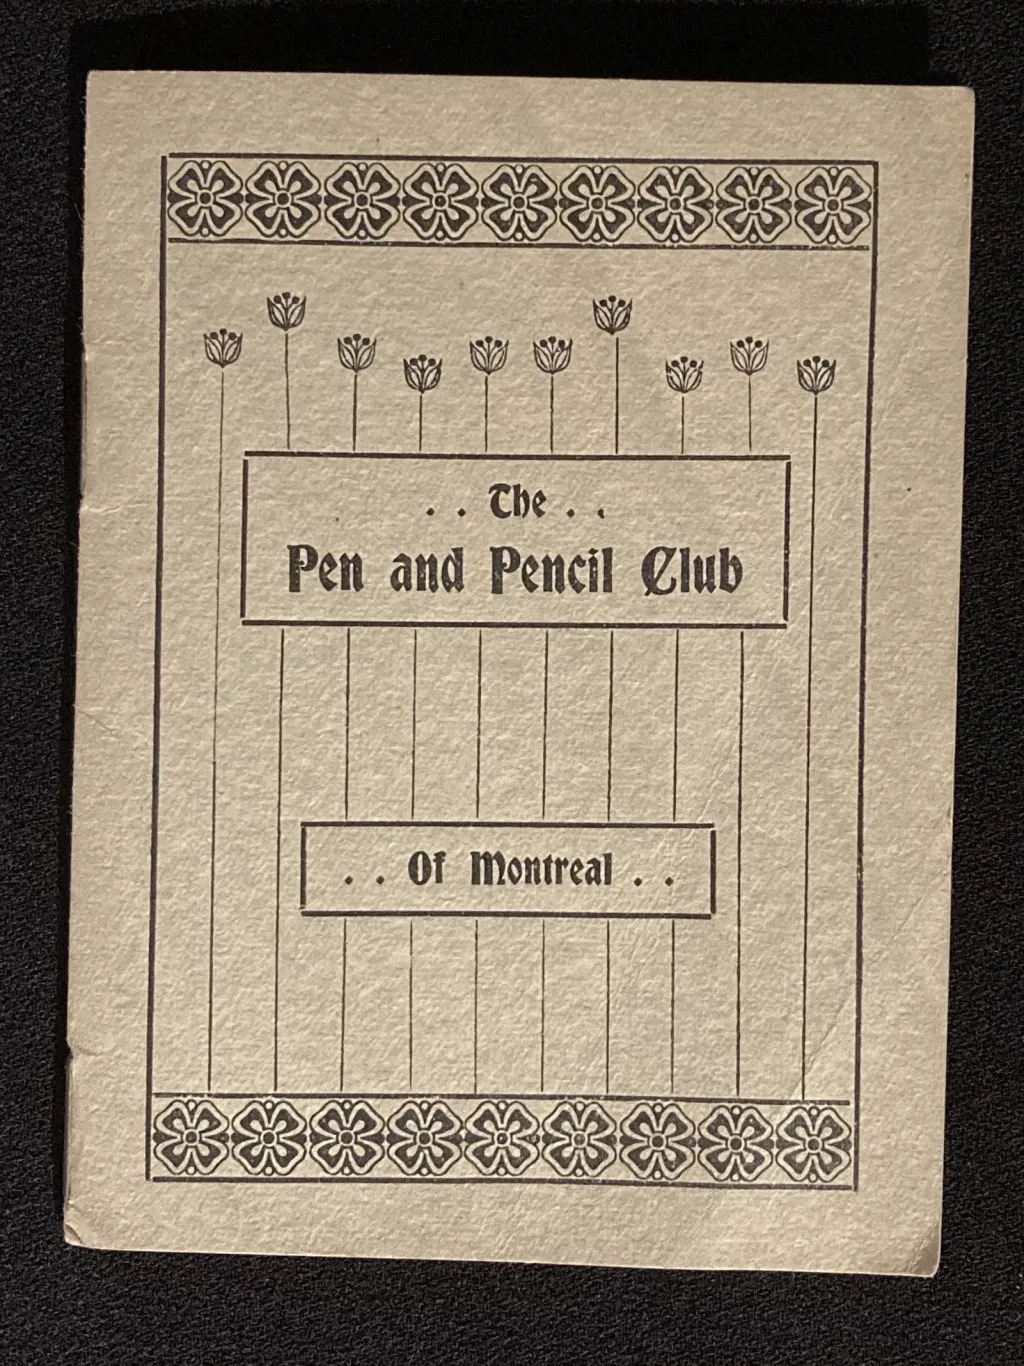 . . The . .
Pen and Pencil Club
. . Of Montreal . .